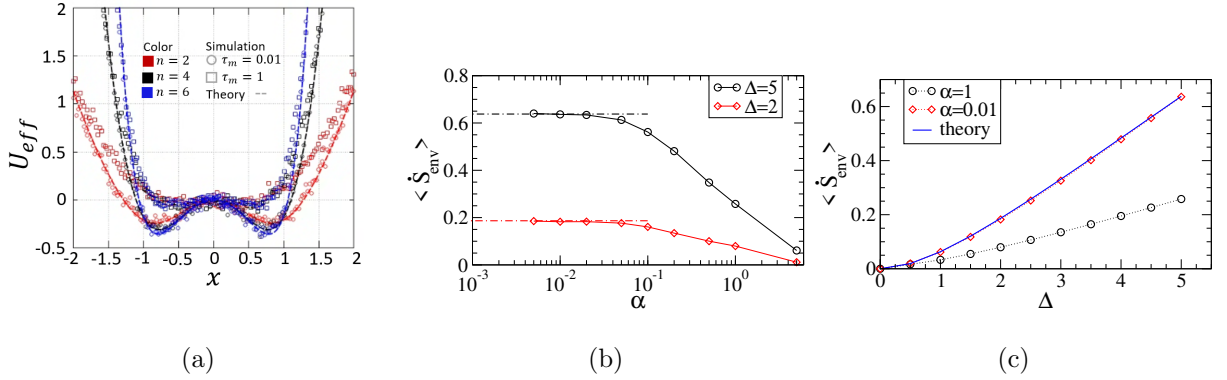 2
1.5
1
0.5
0
-0.5
-2
-1.5
-1
-0.5
0
0.5
1
1.5
2
U_eff
x
Color
n = 2
n = 4
n = 6
Simulation
τ_m = 0.01
τ_m = 1
Theory
(a)
0.8
0.6
0.4
0.2
0
10^-3
10^-2
10^-1
10^0
< Ṡ_env >
α
Δ=5
Δ=2
(b)
0.6
0.4
0.2
0.0
0 1 2 3 4 5
< Ṡ_env >
Δ
α=1
α=0.01
theory
(c)